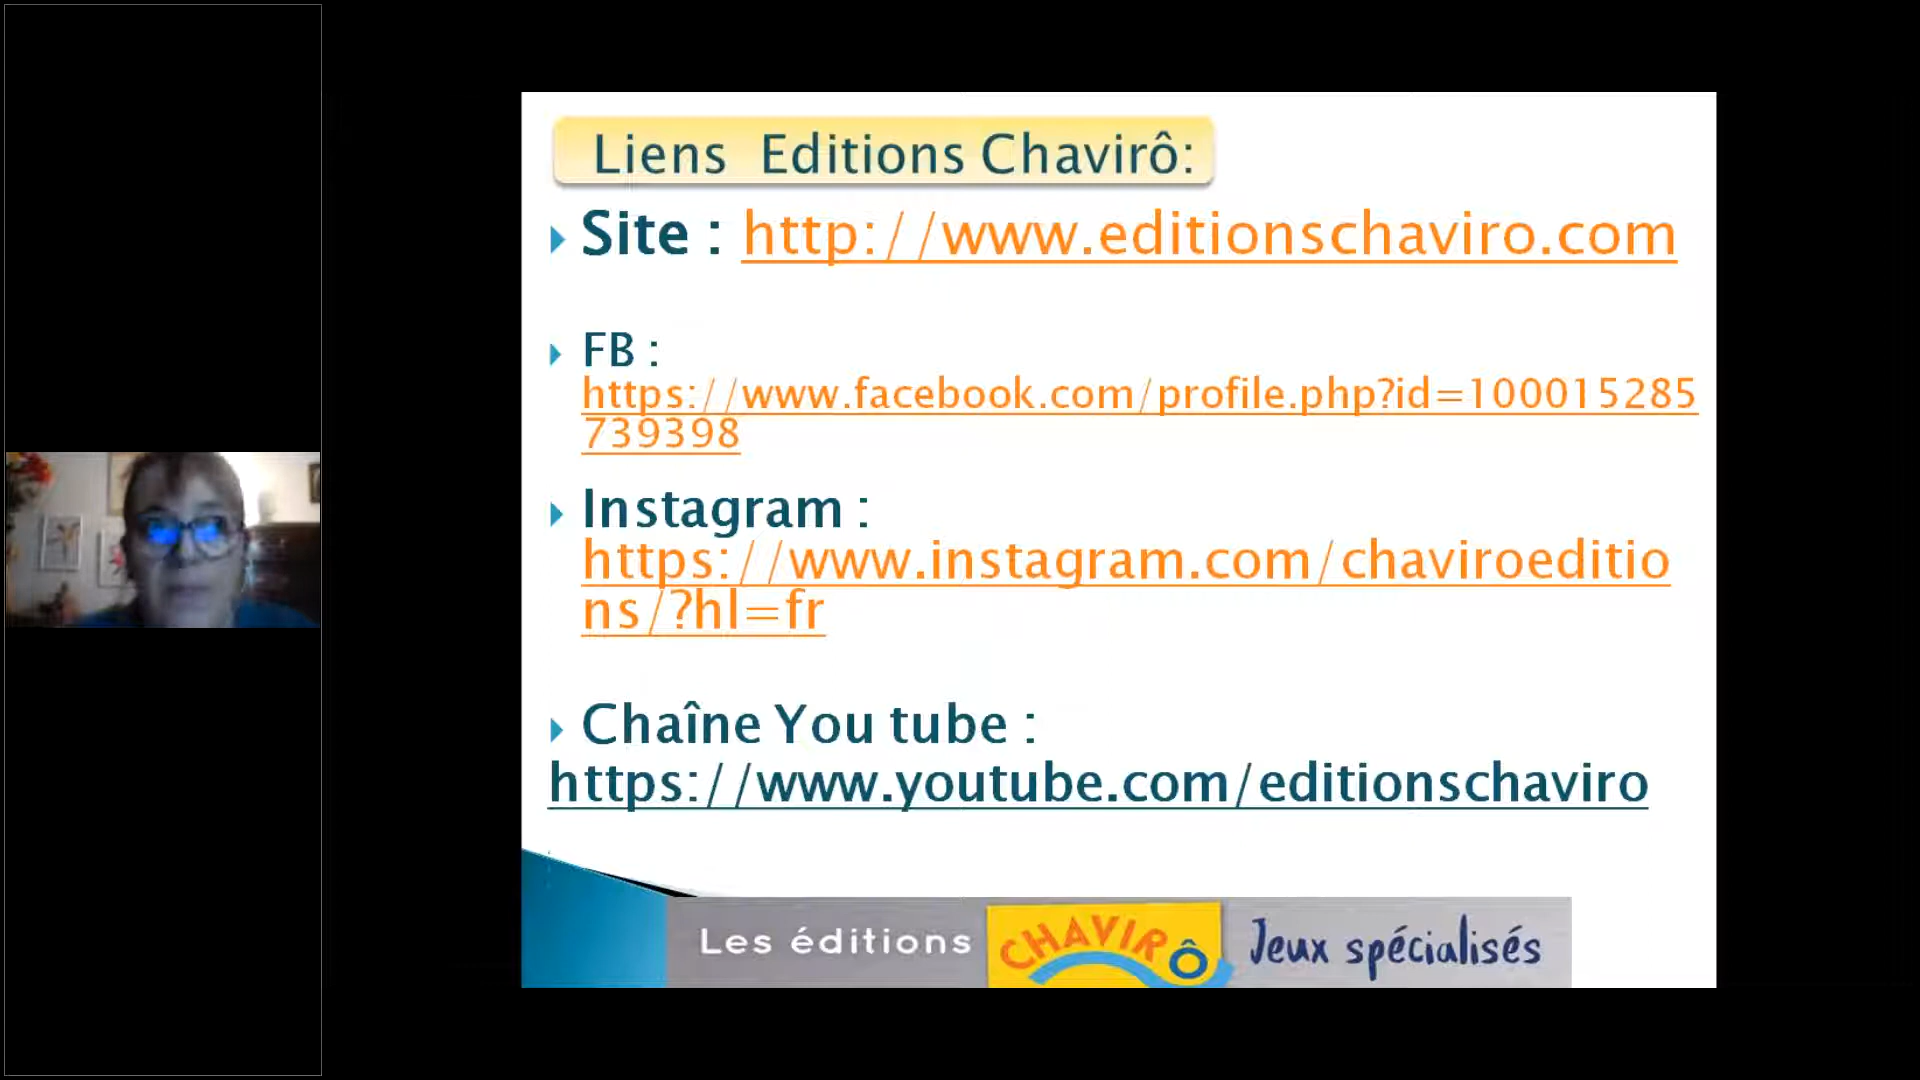 Liens Editions Chavirô:
Site : http://www.editionschaviro.com
FB :
https://www.facebook.com/profile.php?id=100015285
739398
Instagram :
https://www.instagram.com/chaviroeditio
ns/?hl=fr
Chaîne You tube :
https://www.youtube.com/editionschaviro
Les éditions CHAVIRÔ Jeux spécialisés